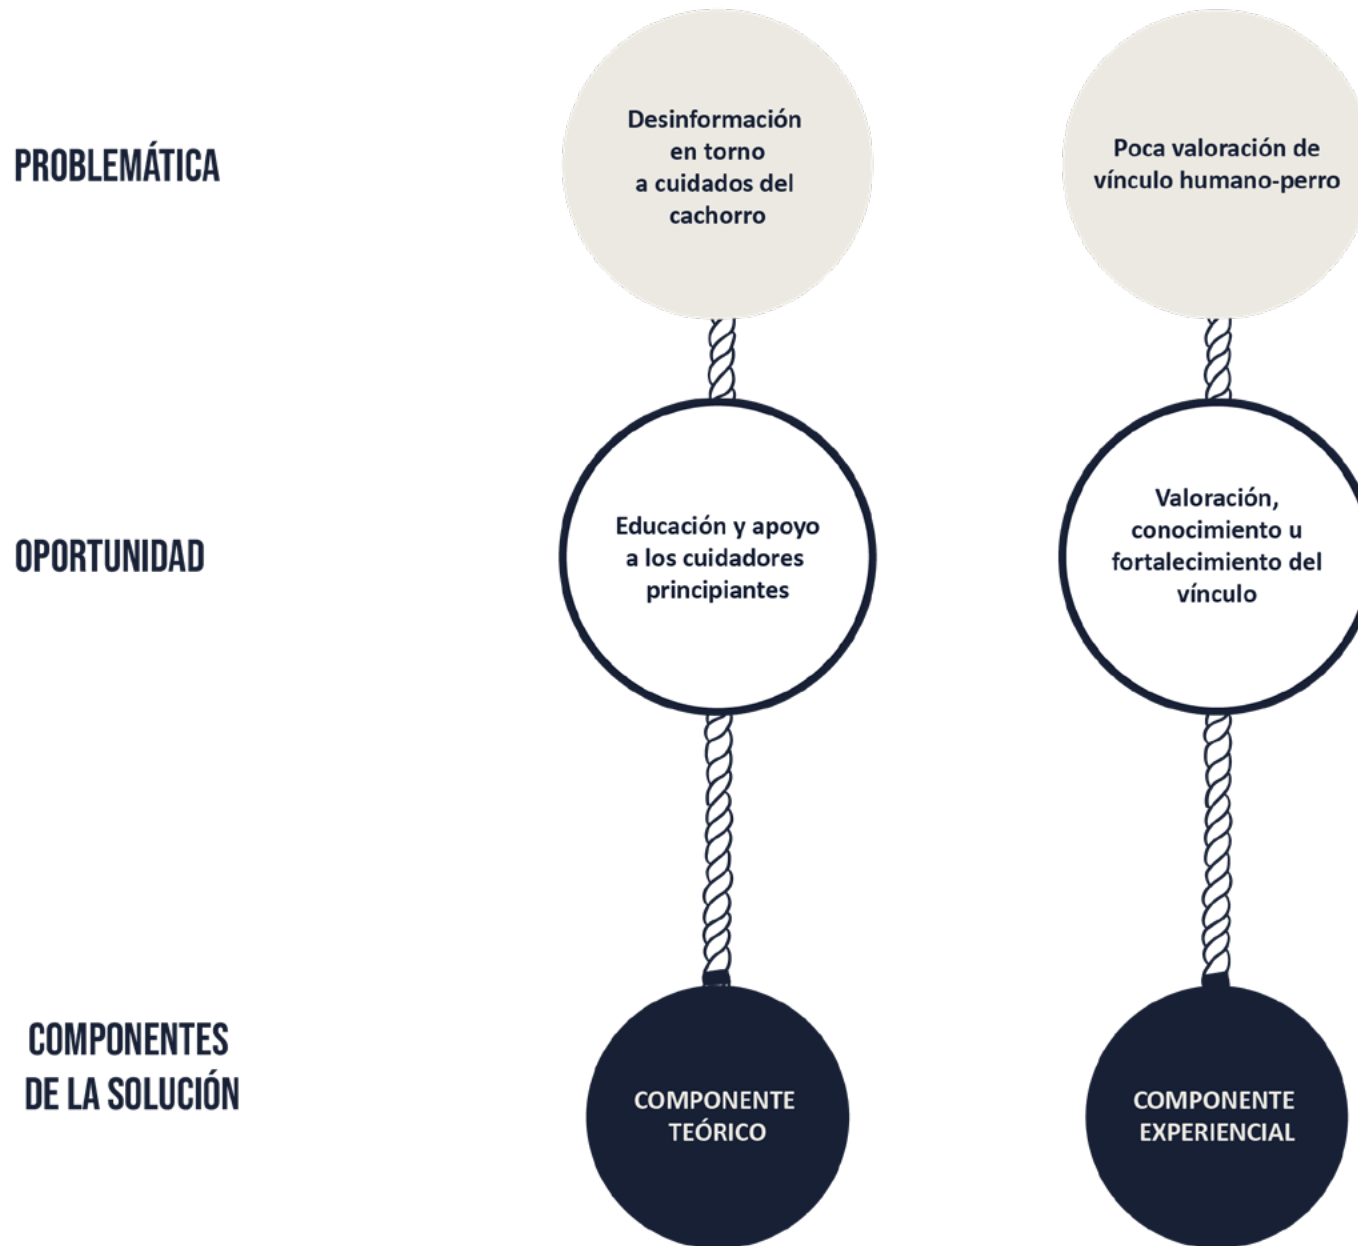 PROBLEMÁTICA
Desinformación
en torno
a cuidados del
cachorro
Poca valoración de
vínculo humano-perro
OPORTUNIDAD
Educación y apoyo
a los cuidadores
principiantes
Valoración,
conocimiento u
fortalecimiento del
vínculo
COMPONENTES
DE LA SOLUCIÓN
COMPONENTE
TEÓRICO
COMPONENTE
EXPERIENCIAL